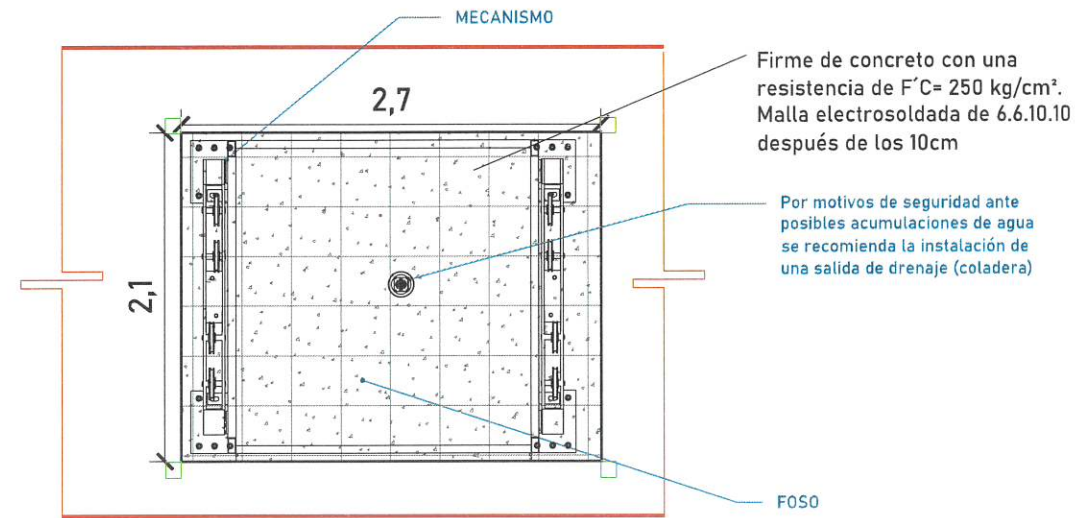 MECANISMO
Firme de concreto con una
resistencia de F´C= 250 kg/cm².
Malla electrosoldada de 6.6.10.10
después de los 10cm
2,7
Por motivos de seguridad ante
posibles acumulaciones de agua
se recomienda la instalación de
una salida de drenaje (coladera)
2,1
FOSO